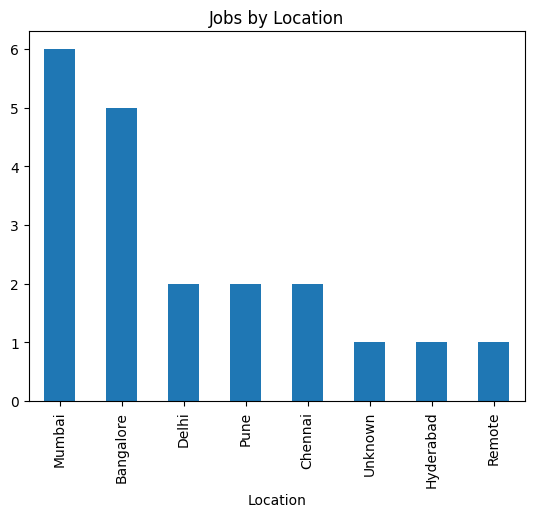 Jobs by Location
6
5
4
3
2
1
0
Mumbai
Bangalore
Delhi
Pune
Chennai
Unknown
Hyderabad
Remote
Location